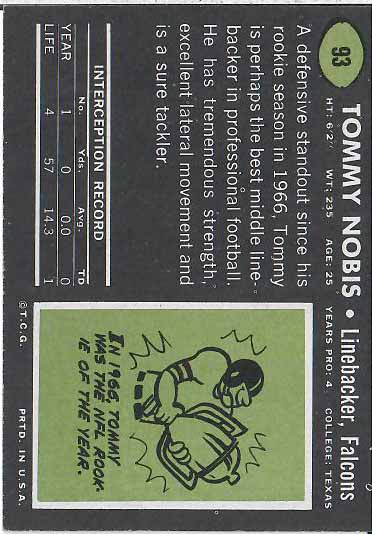 93
TOMMY NOBIS • Linebacker, Falcons
HT: 6'2" WT: 235 AGE: 25 YEARS PRO: 4 COLLEGE: TEXAS
A defensive standout since his
rookie season in 1966, Tommy
is perhaps the best middle line-
backer in professional football.
He has tremendous strength,
excellent lateral movement and
is a sure tackler.
INTERCEPTION RECORD
No. Yds. Avg. TD
YEAR 1 0 0.0 0
LIFE 4 57 14.3 1
IN 1966, TOMMY
WAS THE NFL ROOK-
IE OF THE YEAR.
©T.C.G. PRTD. IN U.S.A.